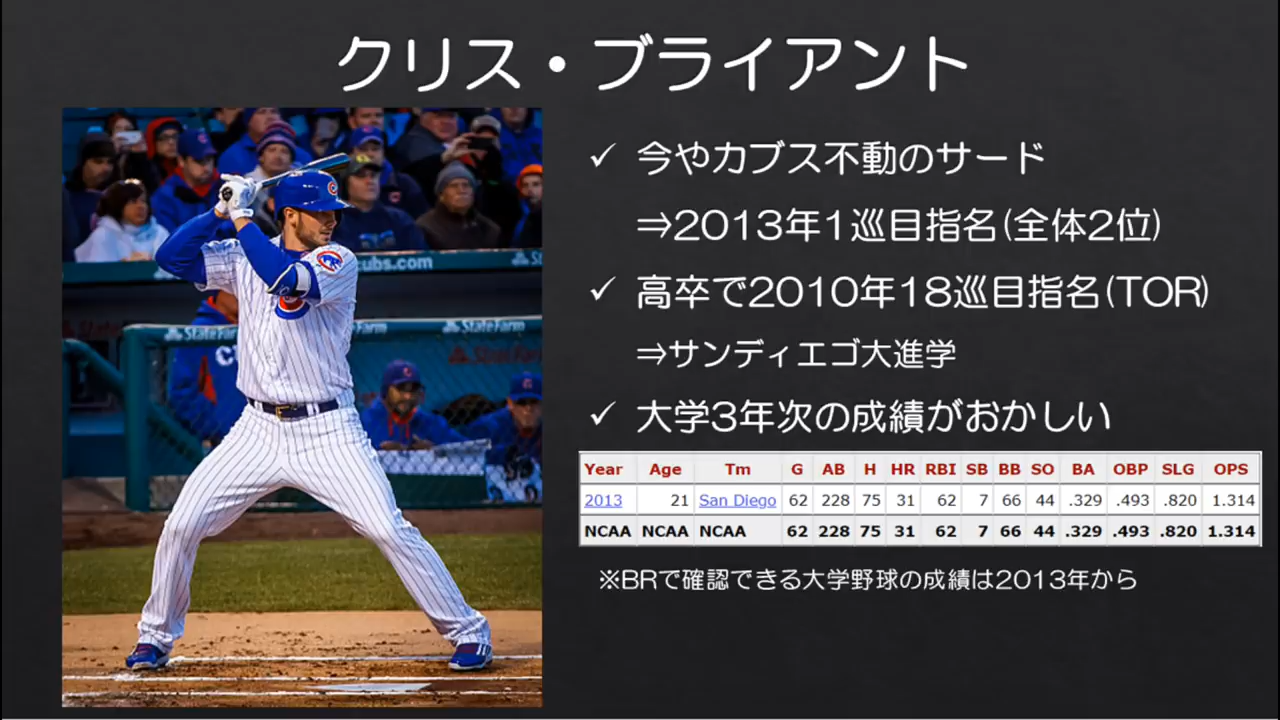 クリス・ブライアント
✓ 今やカブス不動のサード
⇒2013年1巡目指名(全体2位)
✓ 高卒で2010年18巡目指名(TOR)
⇒サンディエゴ大進学
✓ 大学3年次の成績がおかしい
Year Age Tm G AB H HR RBI SB BB SO BA OBP SLG OPS
2013 21 San Diego 62 228 75 31 62 7 66 44 .329 .493 .820 1.314
NCAA NCAA NCAA 62 228 75 31 62 7 66 44 .329 .493 .820 1.314
※BRで確認できる大学野球の成績は2013年から
cubs.com
StateFarm
StateFarm
StateFarm